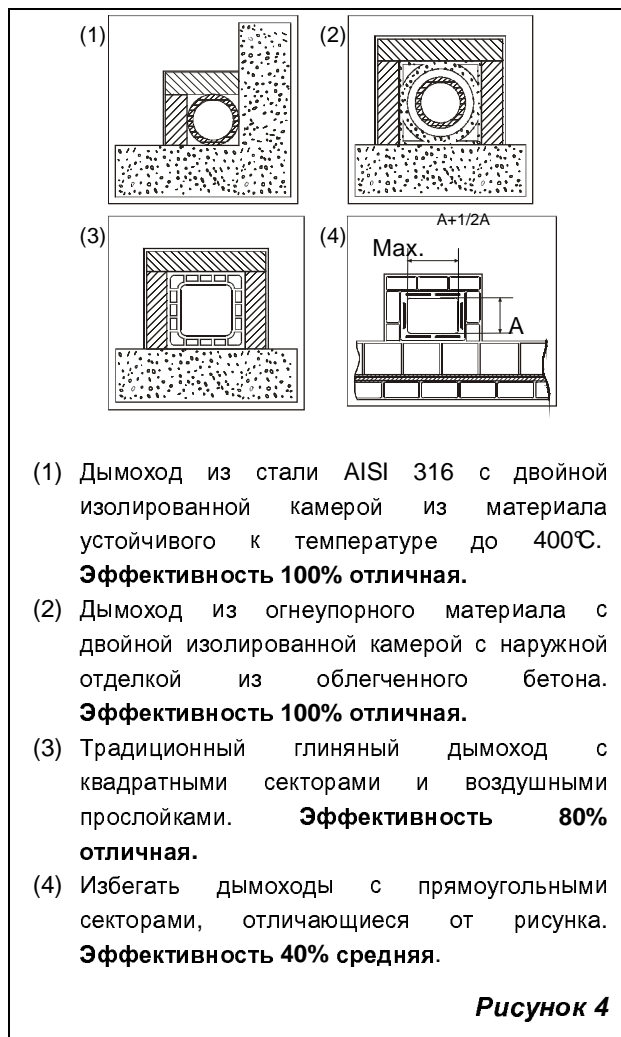 (1)
(2)
(3)
(4)
A+1/2A
Max.
A
(1) Дымоход из стали AISI 316 с двойной
изолированной камерой из материала
устойчивого к температуре до 400℃.
Эффективность 100% отличная.
(2) Дымоход из огнеупорного материала с
двойной изолированной камерой с наружной
отделкой из облегченного бетона.
Эффективность 100% отличная.
(3) Традиционный глиняный дымоход с
квадратными секторами и воздушными
прослойками. Эффективность 80%
отличная.
(4) Избегать дымоходы с прямоугольными
секторами, отличающиеся от рисунка.
Эффективность 40% средняя.
Рисунок 4